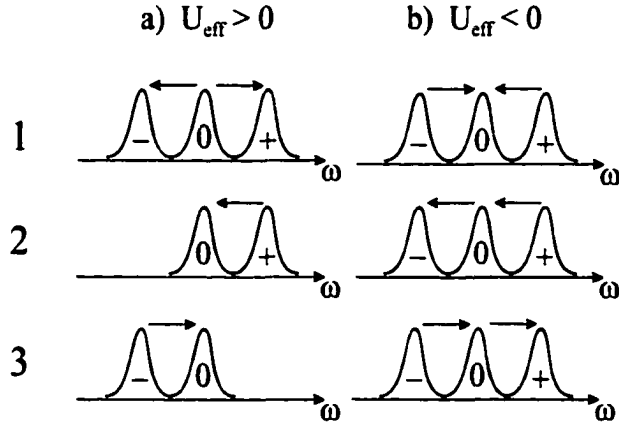 a) U_eff > 0 b) U_eff < 0
1 − 0 + ω − 0 + ω
2 0 + ω − 0 + ω
3 − 0 ω − 0 + ω